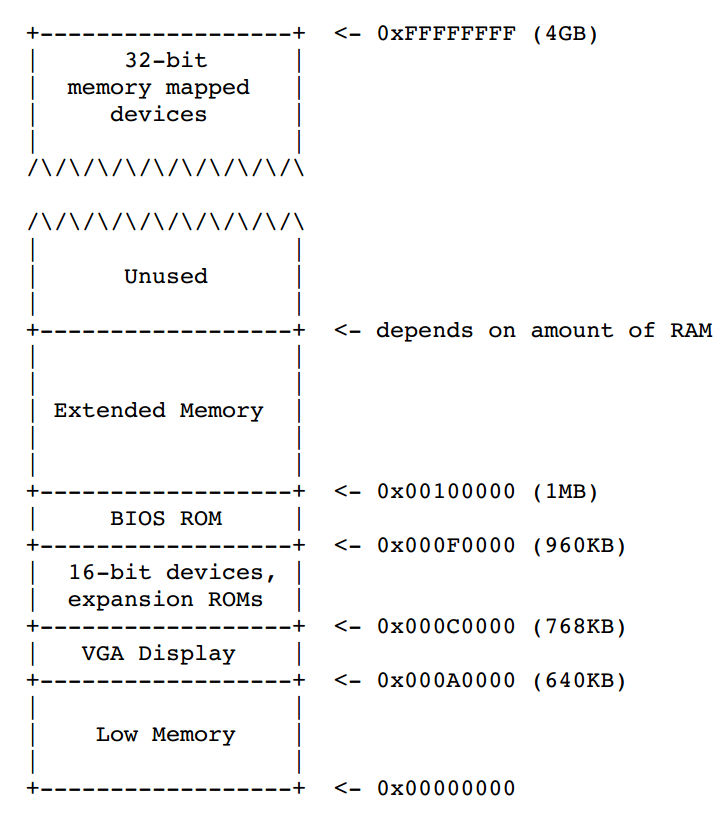 +------------------+  <- 0xFFFFFFFF (4GB)
|      32-bit      |
|  memory mapped   |
|     devices      |
|                  |
/\/\/\/\/\/\/\/\/\/\

/\/\/\/\/\/\/\/\/\/\
|                  |
|      Unused      |
|                  |
+------------------+  <- depends on amount of RAM
|                  |
|                  |
| Extended Memory  |
|                  |
|                  |
+------------------+  <- 0x00100000 (1MB)
|     BIOS ROM     |
+------------------+  <- 0x000F0000 (960KB)
|  16-bit devices, |
|  expansion ROMs  |
+------------------+  <- 0x000C0000 (768KB)
|   VGA Display    |
+------------------+  <- 0x000A0000 (640KB)
|                  |
|    Low Memory    |
|                  |
+------------------+  <- 0x00000000